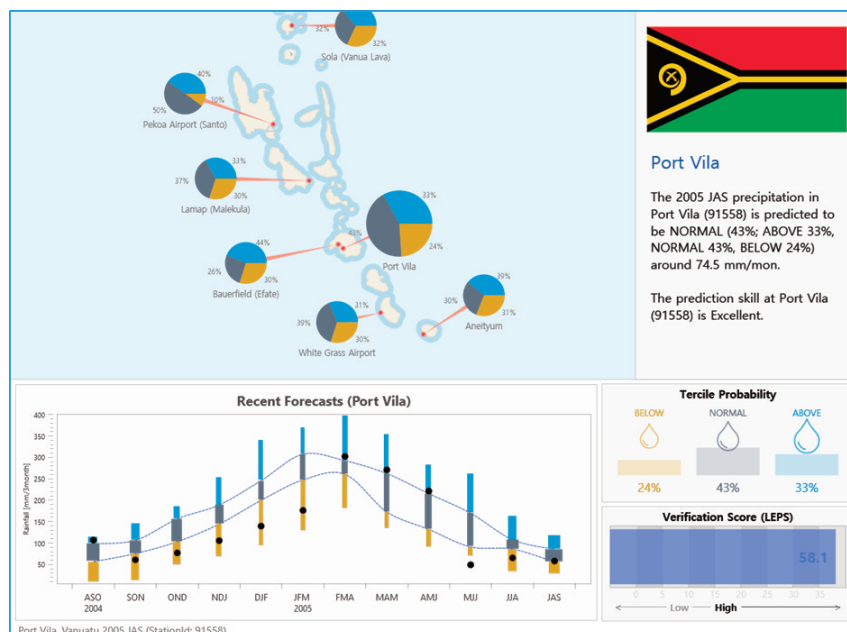 32%
32%
Sola (Vanua Lava)
40%
10%
50%
Pekoa Airport (Santo)
33%
37%
30%
Lamap (Malekula)
33%
43%
24%
Port Vila
44%
26%
30%
Bauerfield (Efate)
39%
30%
31%
Aneityum
31%
39%
30%
White Grass Airport
Port Vila
The 2005 JAS precipitation in
Port Vila (91558) is predicted to
be NORMAL (43%; ABOVE 33%,
NORMAL 43%, BELOW 24%)
around 74.5 mm/mon.
The prediction skill at Port Vila
(91558) is Excellent.
Recent Forecasts (Port Vila)
Rainfall [mm/3month]
400
350
300
250
200
150
100
50
ASO SON OND NDJ DJF JFM FMA MAM AMJ MJJ JJA JAS
2004 2005
Tercile Probability
BELOW NORMAL ABOVE
24% 43% 33%
Verification Score (LEPS)
58.1
0 5 10 15 20 25 30 35
Low High
Port Vila, Vanuatu 2005 JAS (StationId: 91558)